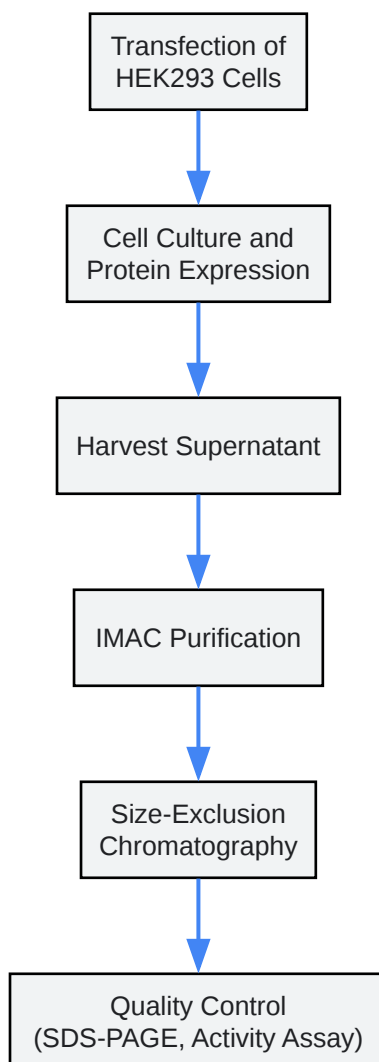 Transfection of
HEK293 Cells
Cell Culture and
Protein Expression
Harvest Supernatant
IMAC Purification
Size-Exclusion
Chromatography
Quality Control
(SDS-PAGE, Activity Assay)